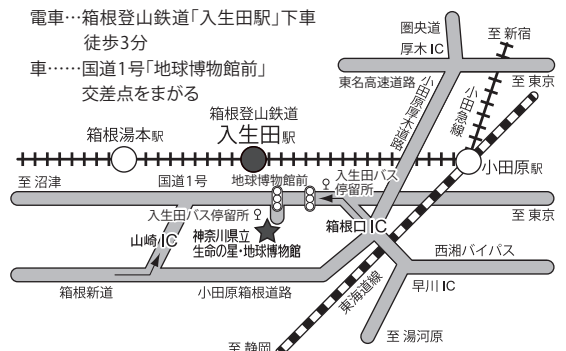 電車…箱根登山鉄道「入生田駅」下車
徒歩3分
車……国道1号「地球博物館前」
交差点をまがる
圏央道
厚木 IC
至 新宿
東名高速道路
至 東京
小田原厚木道路
小田急線
箱根登山鉄道
箱根湯本駅
入生田駅
小田原駅
至 沼津
国道1号
地球博物館前
入生田バス
停留所
至 東京
入生田バス停留所
山崎 IC
神奈川県立
生命の星・地球博物館
箱根口 IC
西湘バイパス
箱根新道
小田原箱根道路
東海道線
早川 IC
至 湯河原
至 静岡